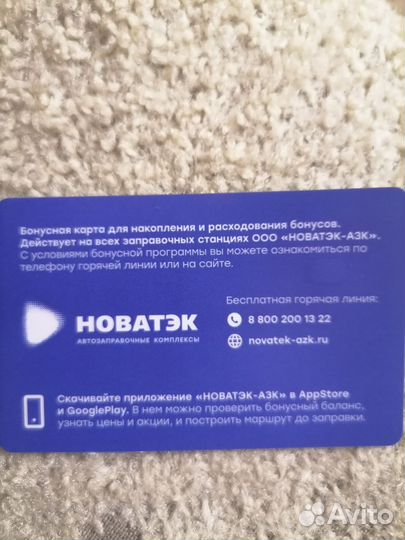 Бонусная карта для накопления и расходования бонусов.
Действует на всех заправочных станциях ООО «НОВАТЭК-АЗК».
С условиями бонусной программы вы можете ознакомиться по
телефону горячей линии или на сайте.
Бесплатная горячая линия:
НОВАТЭК
АВТОЗАПРАВОЧНЫЕ КОМПЛЕКСЫ
8 800 200 13 22
novatek-azk.ru
Скачивайте приложение «НОВАТЭК-АЗК» в AppStore
и GooglePlay. В нем можно проверить бонусный баланс,
узнать цены и акции, и построить маршрут до заправки.
Avito